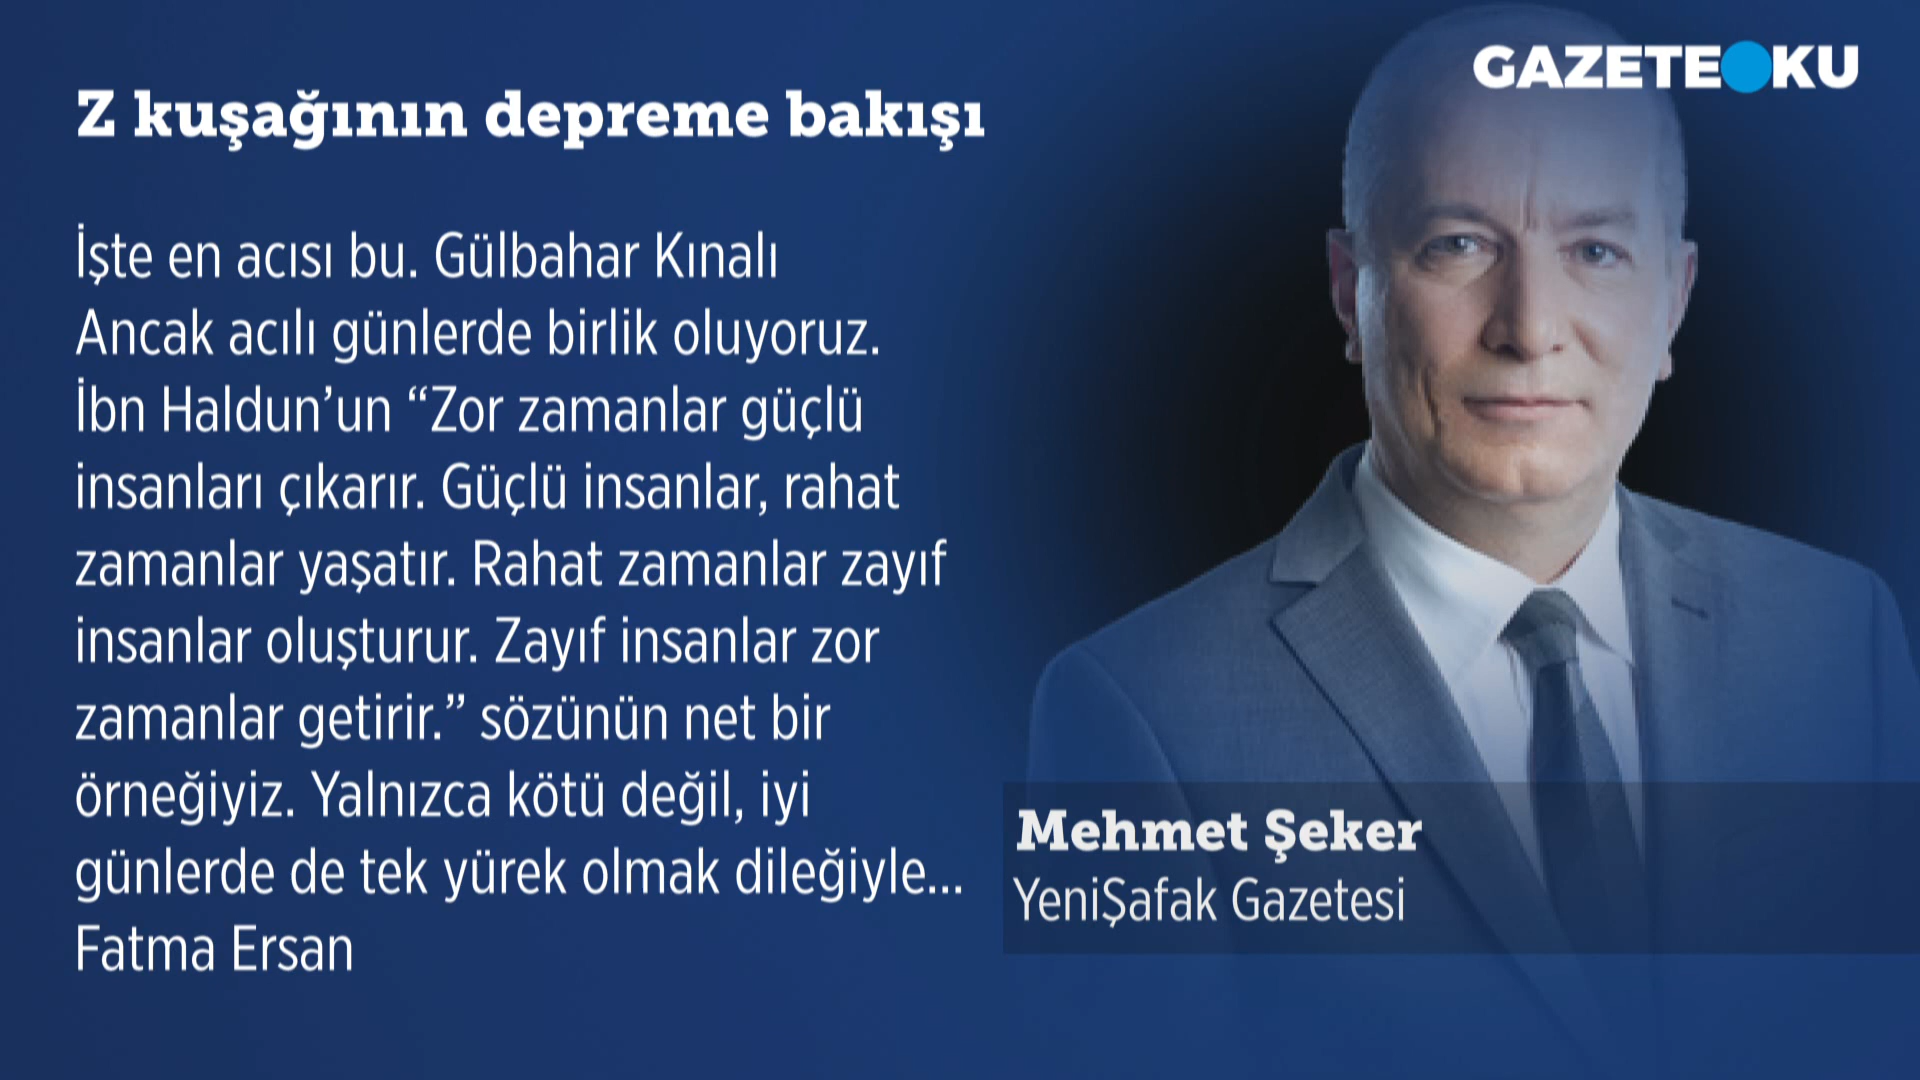 GAZETE KU
Z kuşağının depreme bakışı
İşte en acısı bu. Gülbahar Kınalı
Ancak acılı günlerde birlik oluyoruz.
İbn Haldun’un “Zor zamanlar güçlü
insanları çıkarır. Güçlü insanlar, rahat
zamanlar yaşatır. Rahat zamanlar zayıf
insanlar oluşturur. Zayıf insanlar zor
zamanlar getirir.” sözünün net bir
örneğiyiz. Yalnızca kötü değil, iyi
günlerde de tek yürek olmak dileğiyle...
Fatma Ersan
Mehmet Şeker
YeniŞafak Gazetesi